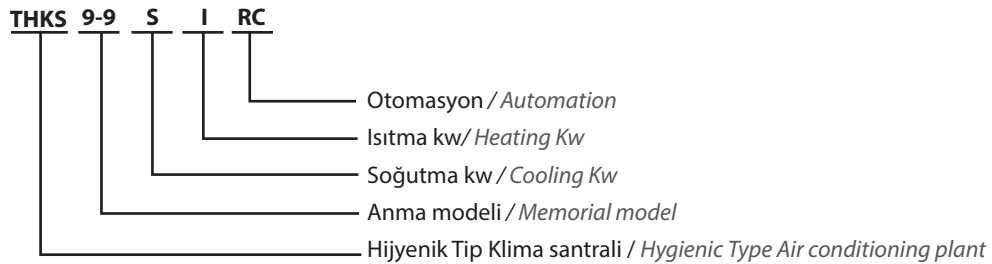 THKS 9-9 S I RC
Otomasyon / Automation
Isıtma kw/ Heating Kw
Soğutma kw / Cooling Kw
Anma modeli / Memorial model
Hijyenik Tip Klima santrali / Hygienic Type Air conditioning plant